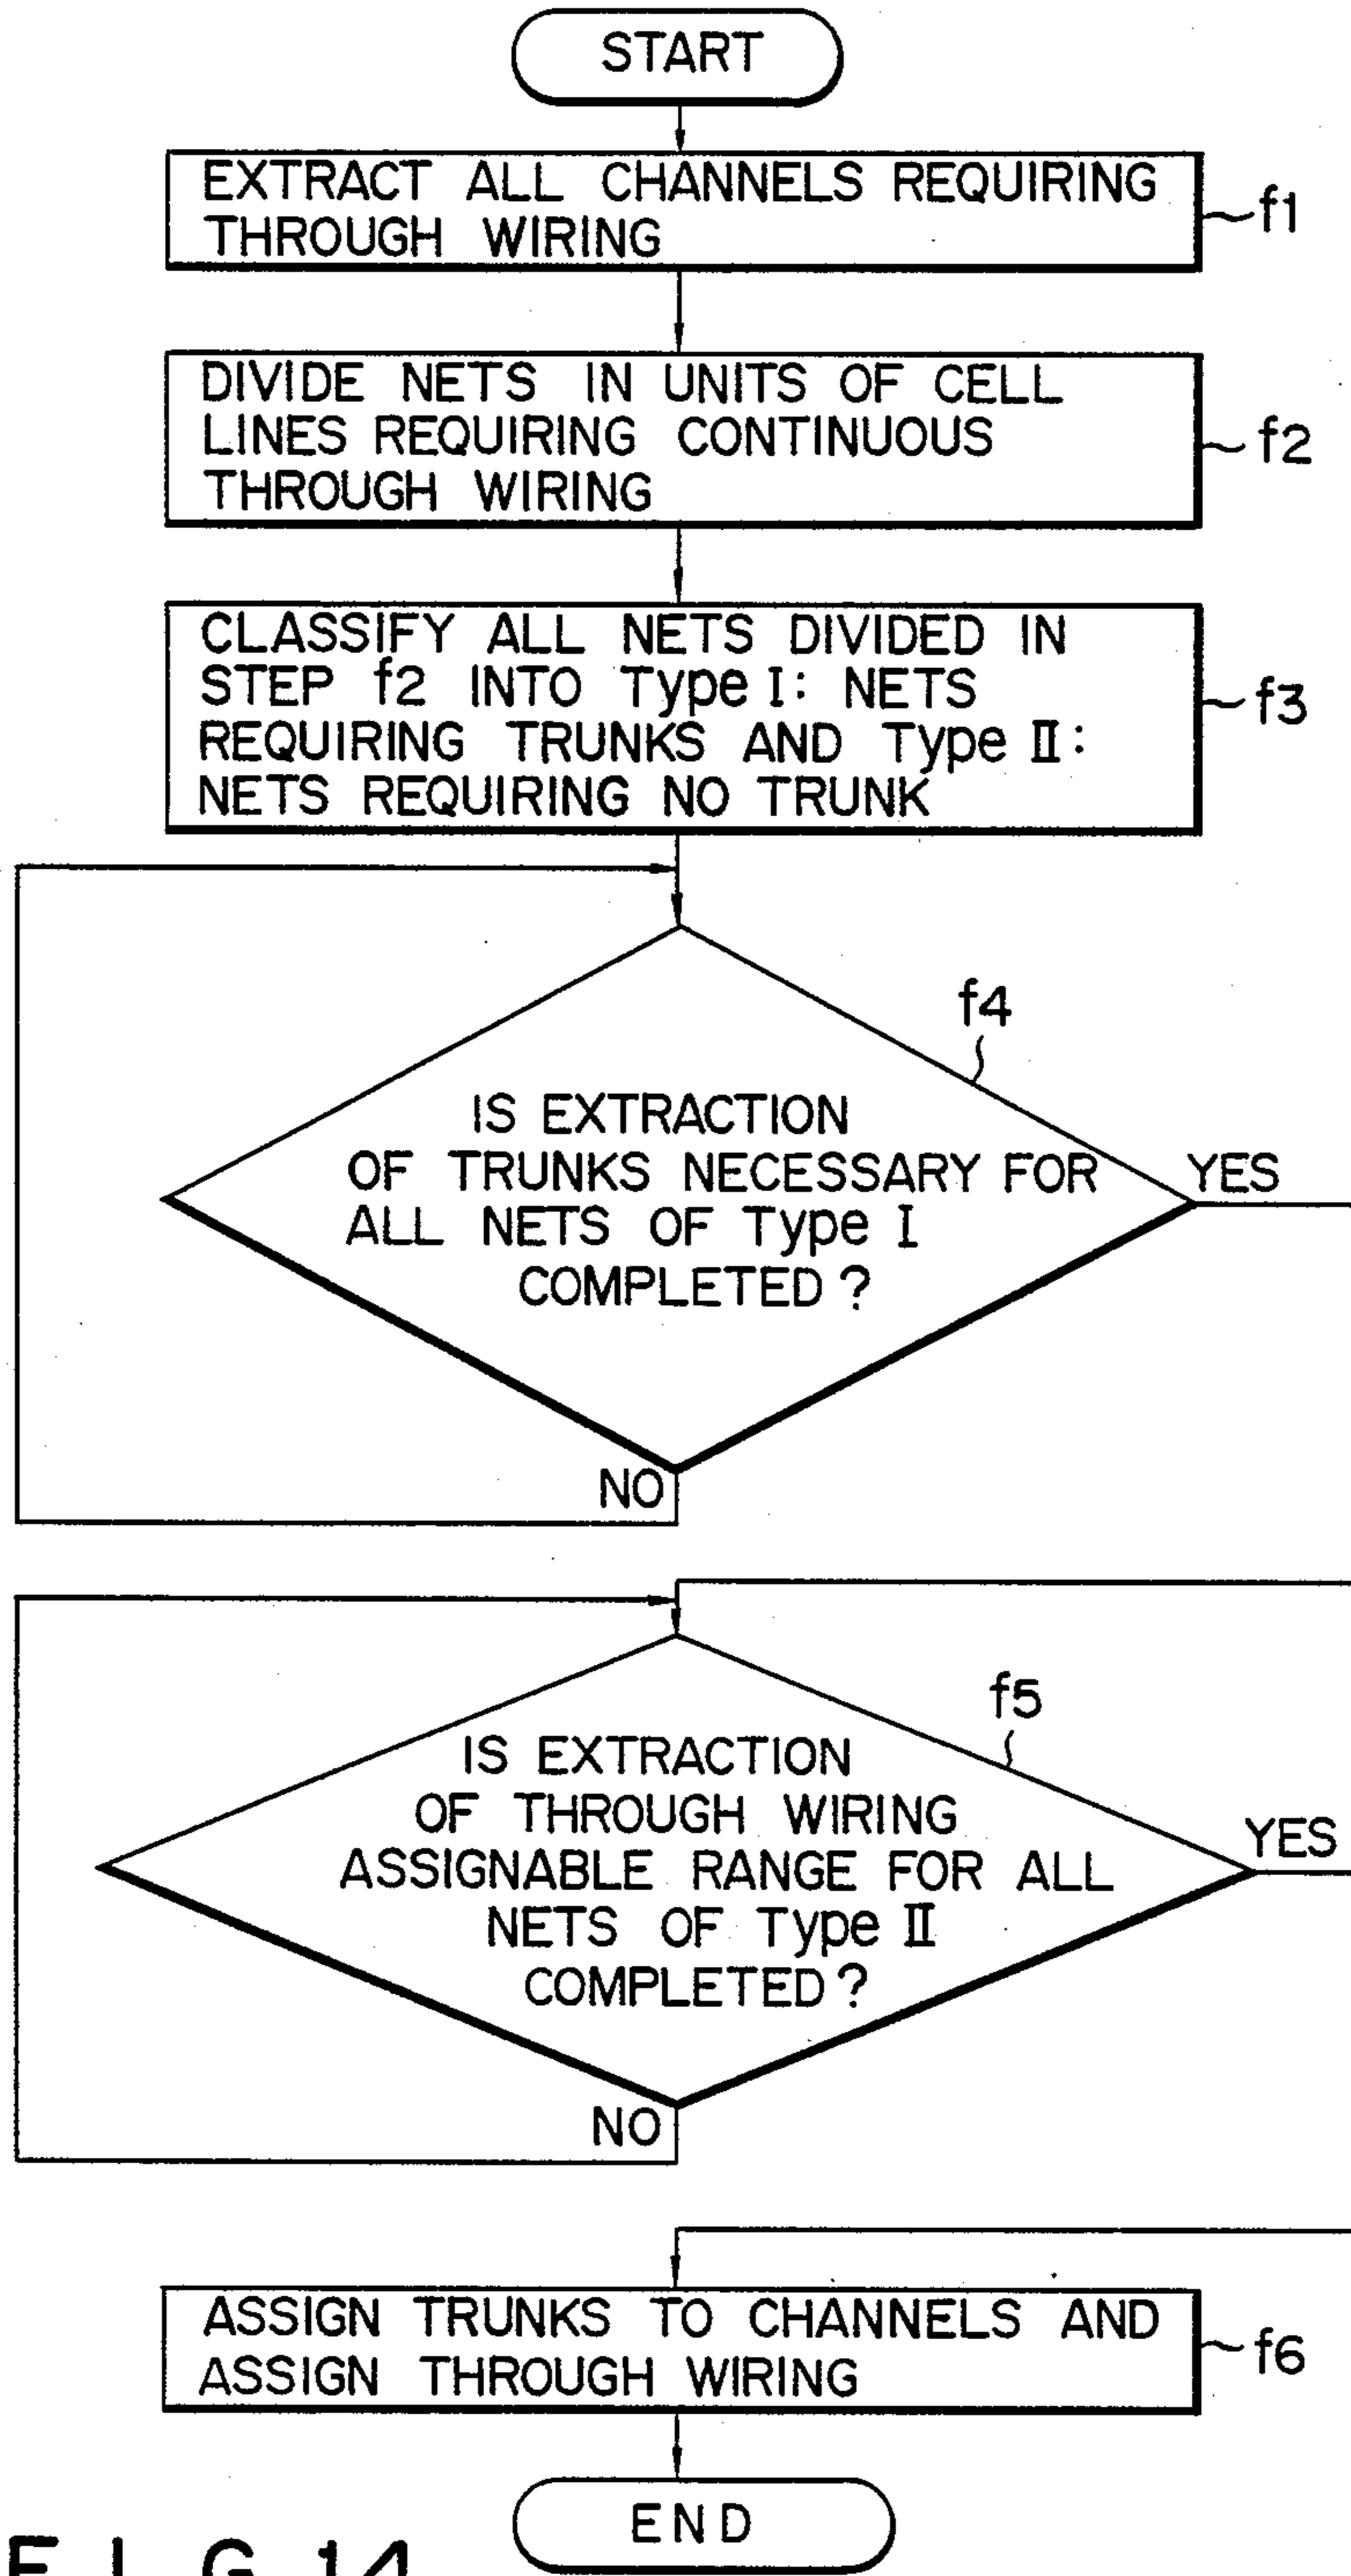 START
EXTRACT ALL CHANNELS REQUIRING
THROUGH WIRING
f1
DIVIDE NETS IN UNITS OF CELL
LINES REQUIRING CONTINUOUS
THROUGH WIRING
f2
CLASSIFY ALL NETS DIVIDED IN
STEP f2 INTO Type I: NETS
REQUIRING TRUNKS AND Type II:
NETS REQUIRING NO TRUNK
f3
f4
IS EXTRACTION
OF TRUNKS NECESSARY FOR
ALL NETS OF Type I
COMPLETED?
YES
NO
f5
IS EXTRACTION
OF THROUGH WIRING
ASSIGNABLE RANGE FOR ALL
NETS OF Type II
COMPLETED?
YES
NO
ASSIGN TRUNKS TO CHANNELS AND
ASSIGN THROUGH WIRING
f6
END
FIG. 14